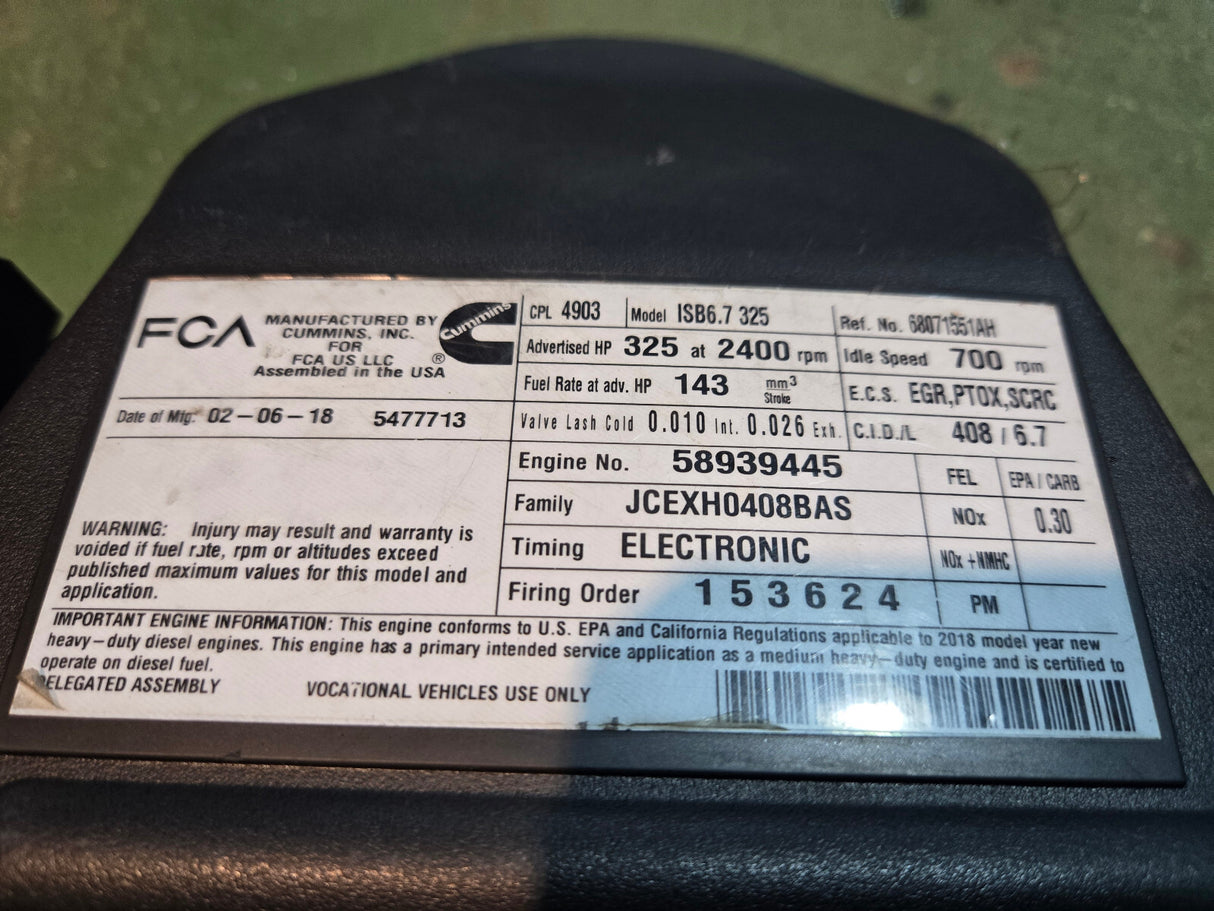 FCA
MANUFACTURED BY
CUMMINS, INC.
FOR
FCA US LLC
Assembled in the USA
Cummins ®
Date of Mfg. 02-06-18 5477713
WARNING: Injury may result and warranty is
voided if fuel rate, rpm or altitudes exceed
published maximum values for this model and
application.
CPL 4903 Model ISB6.7 325 Ref. No. 68071551AH
Advertised HP 325 at 2400 rpm Idle Speed 700 rpm
Fuel Rate at adv. HP 143 mm³ Stroke E.C.S. EGR,PTOX,SCRC
Valve Lash Cold 0.010 Int. 0.026 Exh. C.I.D./L 408 / 6.7
Engine No. 58939445 FEL EPA / CARB
Family JCEXH0408BAS NOx 0.30
Timing ELECTRONIC NOx +NMHC
Firing Order 1 5 3 6 2 4 PM
IMPORTANT ENGINE INFORMATION: This engine conforms to U.S. EPA and California Regulations applicable to 2018 model year new
heavy-duty diesel engines. This engine has a primary intended service application as a medium heavy-duty engine and is certified to
operate on diesel fuel.
DELEGATED ASSEMBLY VOCATIONAL VEHICLES USE ONLY